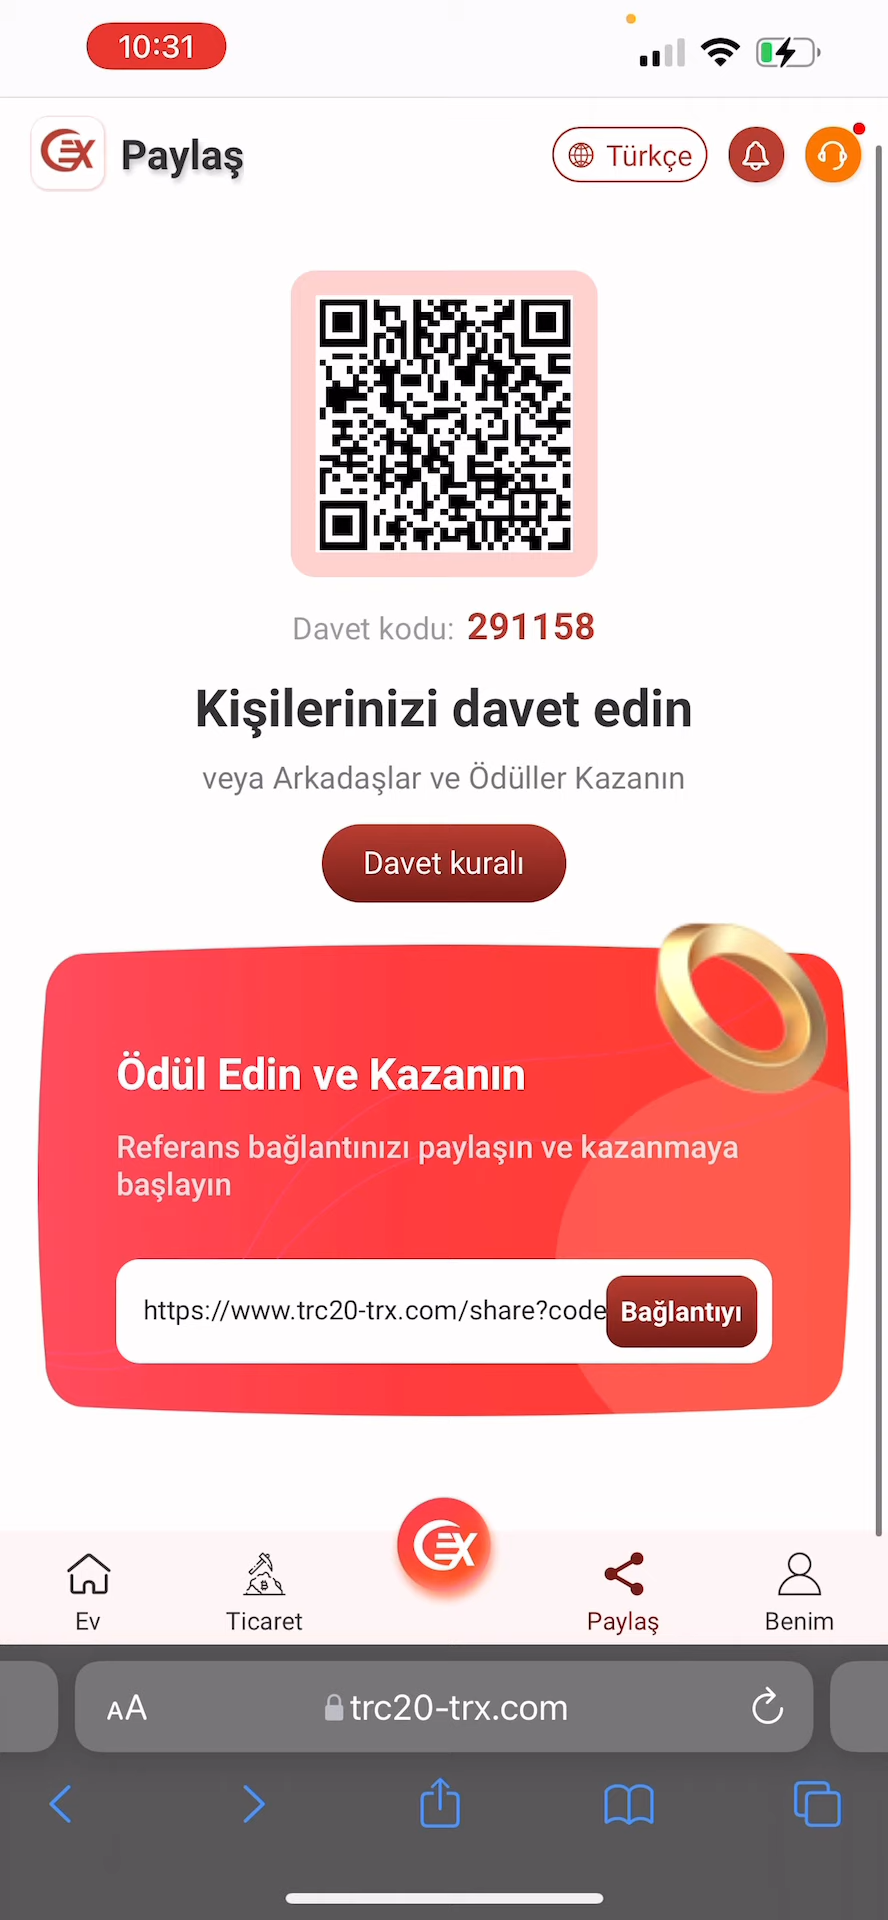 10:31
EX
Paylaş
Türkçe
Davet kodu: 291158
Kişilerinizi davet edin
veya Arkadaşlar ve Ödüller Kazanın
Davet kuralı
Ödül Edin ve Kazanın
Referans bağlantınızı paylaşın ve kazanmaya
başlayın
https://www.trc20-trx.com/share?code
Bağlantıyı
EX
Ev
Ticaret
Paylaş
Benim
AA
trc20-trx.com